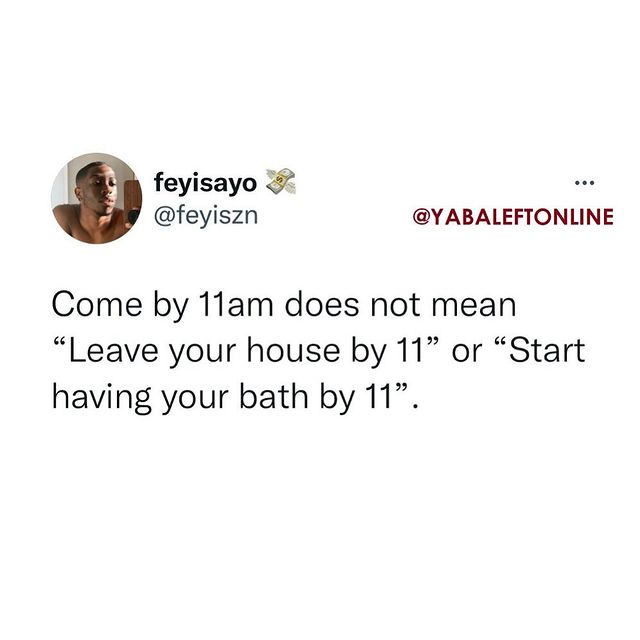 feyisayo 💸
@feyiszn
@YABALEFTONLINE
Come by 11am does not mean
“Leave your house by 11” or “Start
having your bath by 11”.